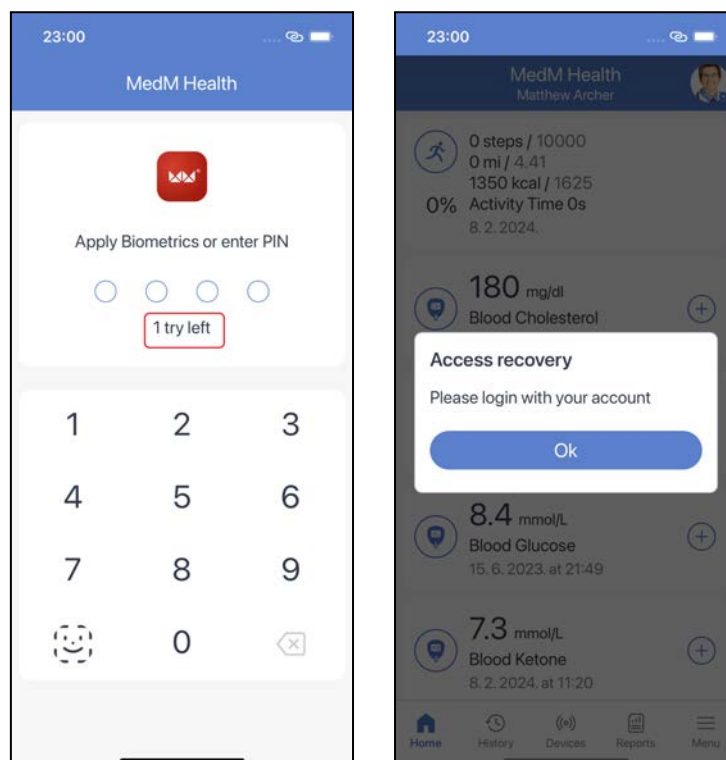 23:00
MedM Health
Apply Biometrics or enter PIN
1 try left
1 2 3
4 5 6
7 8 9
0
23:00
MedM Health
Matthew Archer
0 steps / 10000
0 mi / 4.41
1350 kcal / 1625
0% Activity Time 0s
8. 2. 2024.
180 mg/dl
Blood Cholesterol
Access recovery
Please login with your account
Ok
8.4 mmol/L
Blood Glucose
15. 6. 2023. at 21:49
7.3 mmol/L
Blood Ketone
8. 2. 2024. at 11:20
Home History Devices Reports Menu